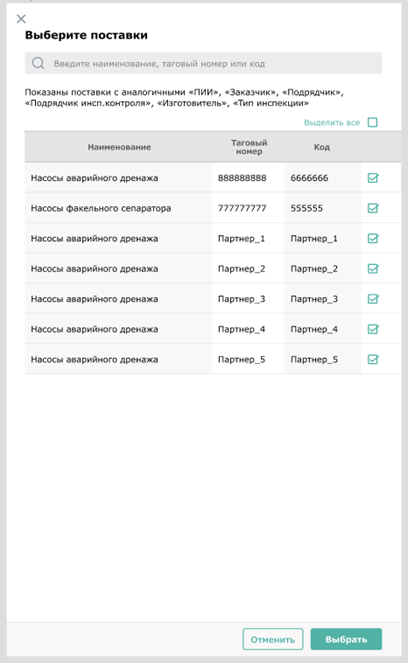 Выберите поставки
Введите наименование, таговый номер или код
Показаны поставки с аналогичными «ПИИ», «Заказчик», «Подрядчик»,
«Подрядчик инсп.контроля», «Изготовитель», «Тип инспекции»
Выделить все
Наименование Таговый номер Код
Насосы аварийного дренажа 888888888 6666666
Насосы факельного сепаратора 777777777 555555
Насосы аварийного дренажа Партнер_1 Партнер_1
Насосы аварийного дренажа Партнер_2 Партнер_2
Насосы аварийного дренажа Партнер_3 Партнер_3
Насосы аварийного дренажа Партнер_4 Партнер_4
Насосы аварийного дренажа Партнер_5 Партнер_5
Отменить Выбрать